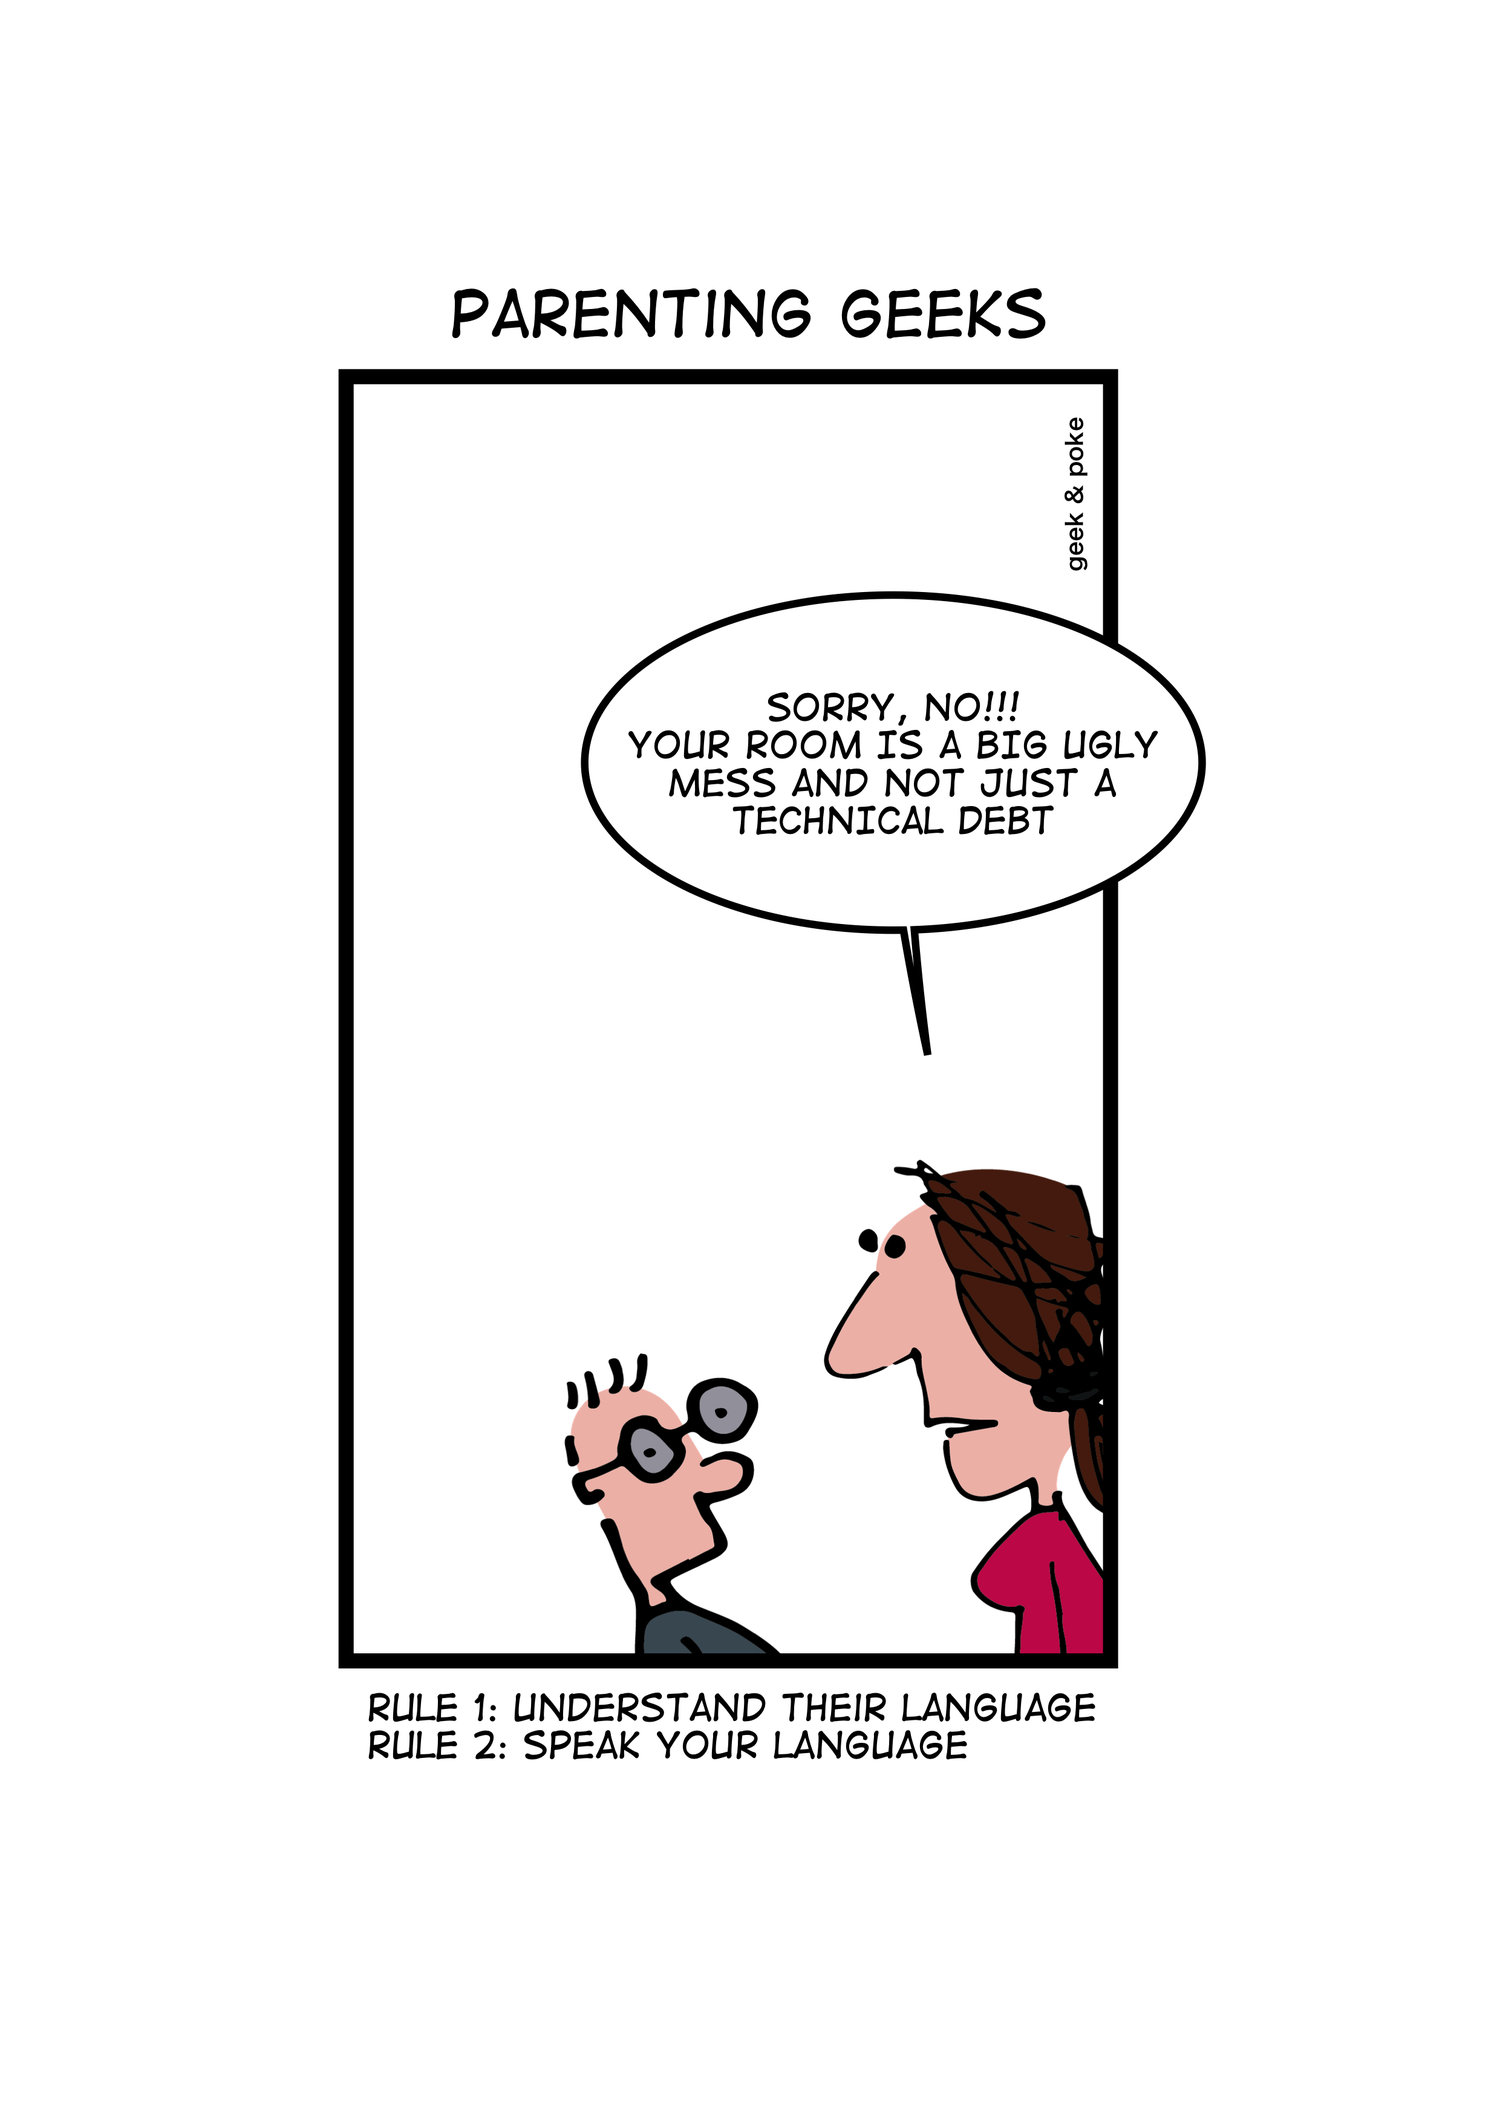 PARENTING GEEKS
geek & poke
SORRY, NO!!!
YOUR ROOM IS A BIG UGLY
MESS AND NOT JUST A
TECHNICAL DEBT
RULE 1: UNDERSTAND THEIR LANGUAGE
RULE 2: SPEAK YOUR LANGUAGE